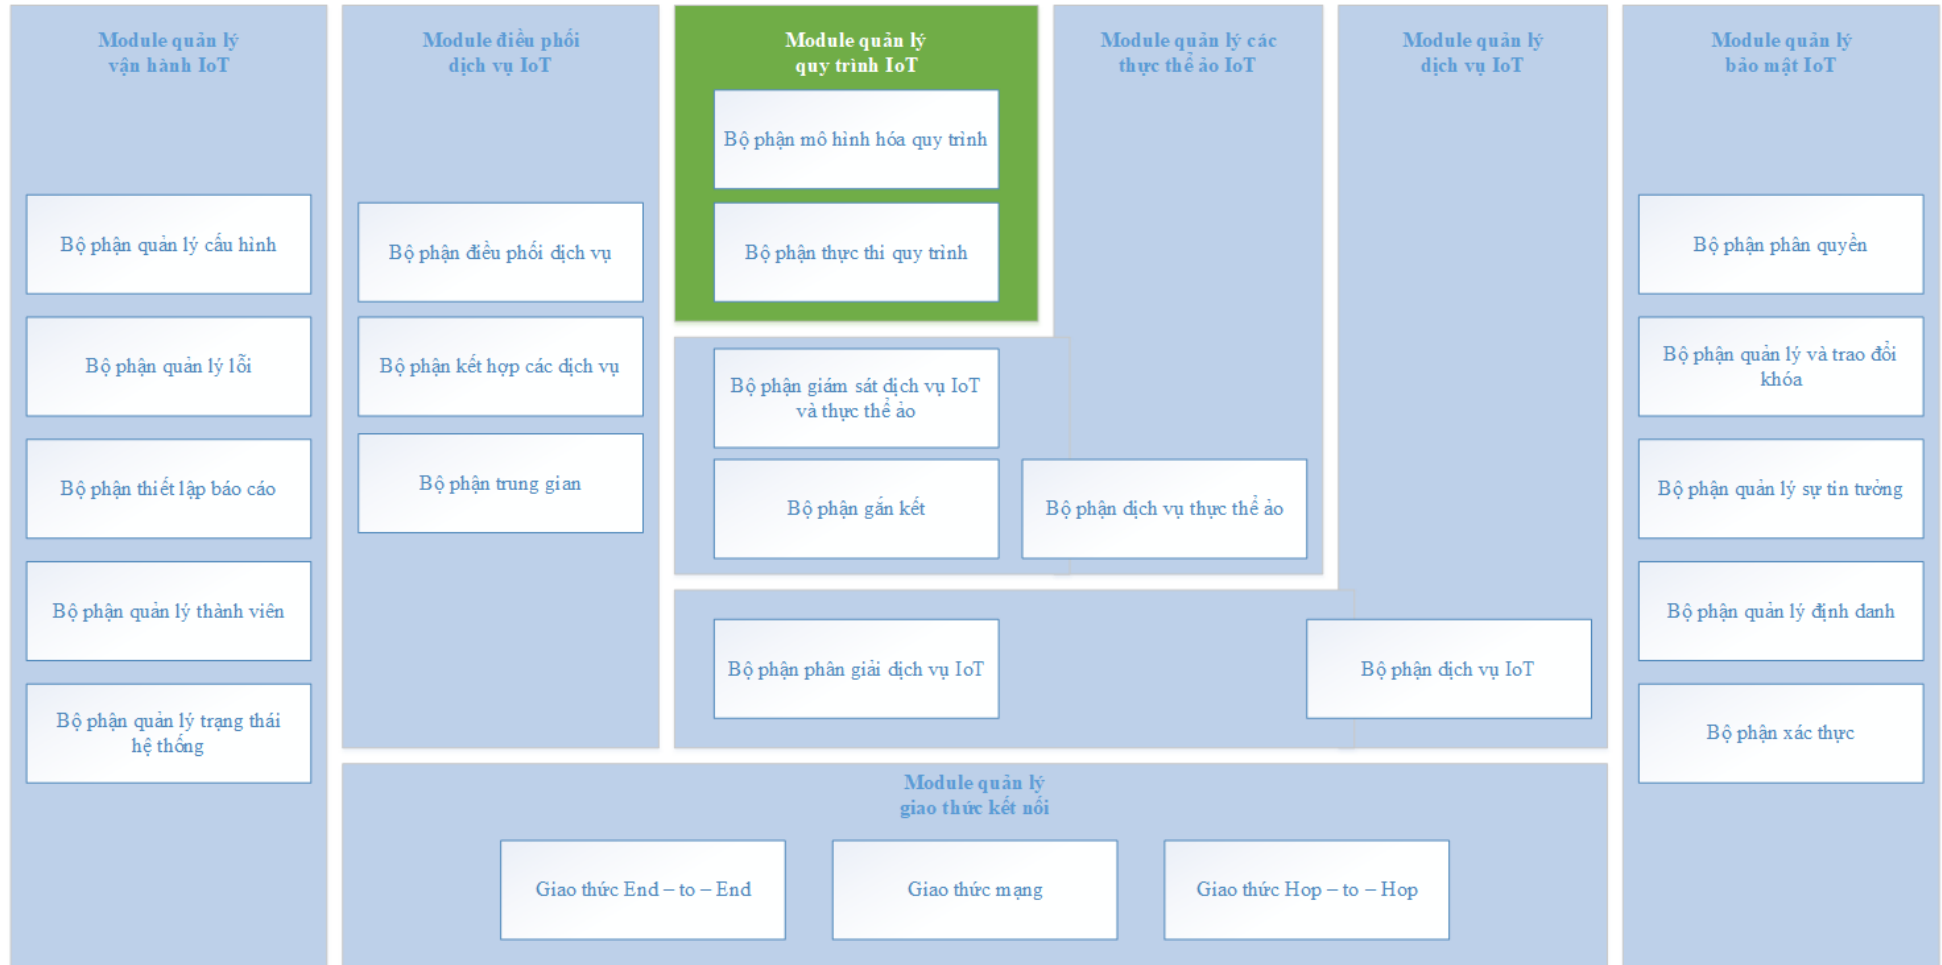 Module quản lý
vận hành IoT
Bộ phận quản lý cấu hình
Bộ phận quản lý lỗi
Bộ phận thiết lập báo cáo
Bộ phận quản lý thành viên
Bộ phận quản lý trạng thái
hệ thống
Module điều phối
dịch vụ IoT
Bộ phận điều phối dịch vụ
Bộ phận kết hợp các dịch vụ
Bộ phận trung gian
Module quản lý
quy trình IoT
Bộ phận mô hình hóa quy trình
Bộ phận thực thi quy trình
Module quản lý các
thực thể ảo IoT
Bộ phận giám sát dịch vụ IoT
và thực thể ảo
Bộ phận gắn kết
Bộ phận dịch vụ thực thể ảo
Module quản lý
dịch vụ IoT
Bộ phận phân giải dịch vụ IoT
Bộ phận dịch vụ IoT
Module quản lý
bảo mật IoT
Bộ phận phân quyền
Bộ phận quản lý và trao đổi
khóa
Bộ phận quản lý sự tin tưởng
Bộ phận quản lý định danh
Bộ phận xác thực
Module quản lý
giao thức kết nối
Giao thức End – to – End
Giao thức mạng
Giao thức Hop – to – Hop